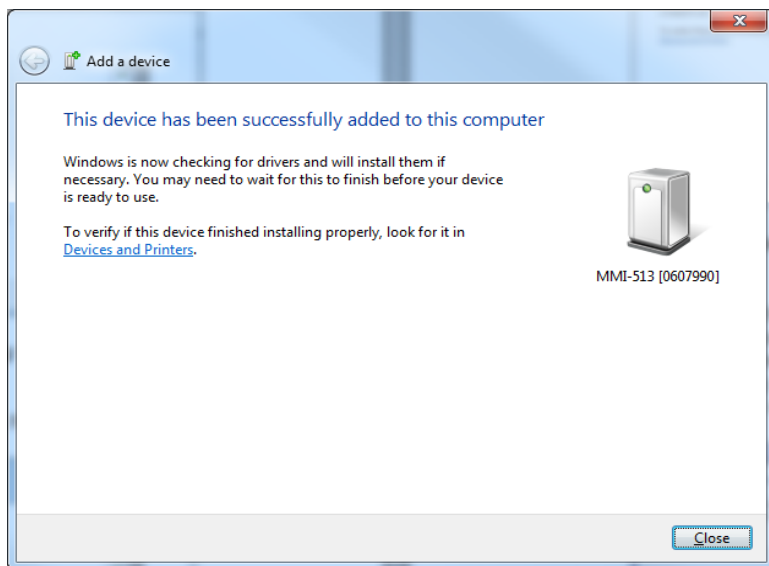 Add a device
This device has been successfully added to this computer
Windows is now checking for drivers and will install them if
necessary. You may need to wait for this to finish before your device
is ready to use.
To verify if this device finished installing properly, look for it in
Devices and Printers.
MMI-513 [0607990]
Close